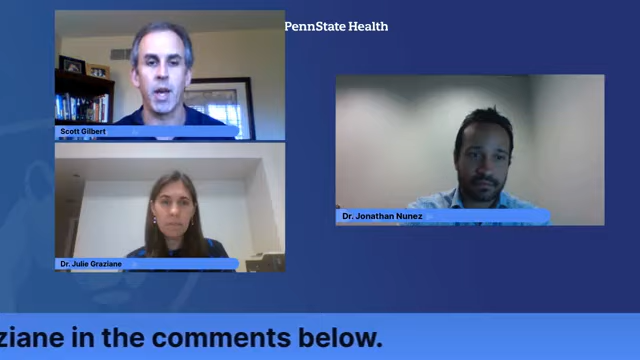 PennState Health
Scott Gilbert
Dr. Jonathan Nunez
Dr. Julie Graziane
ziane in the comments below.